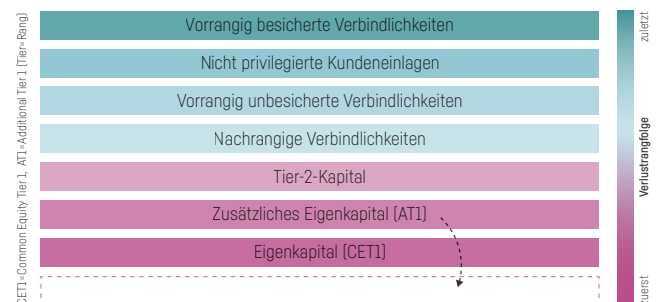 CET1=Common Equity Tier 1, AT1=Additional Tier 1 (Tier=Rang)
Vorrangig besicherte Verbindlichkeiten
Nicht privilegierte Kundeneinlagen
Vorrangig unbesicherte Verbindlichkeiten
Nachrangige Verbindlichkeiten
Tier-2-Kapital
Zusätzliches Eigenkapital (AT1)
Eigenkapital (CET1)
zuletzt
Verlustrangfolge
zuerst